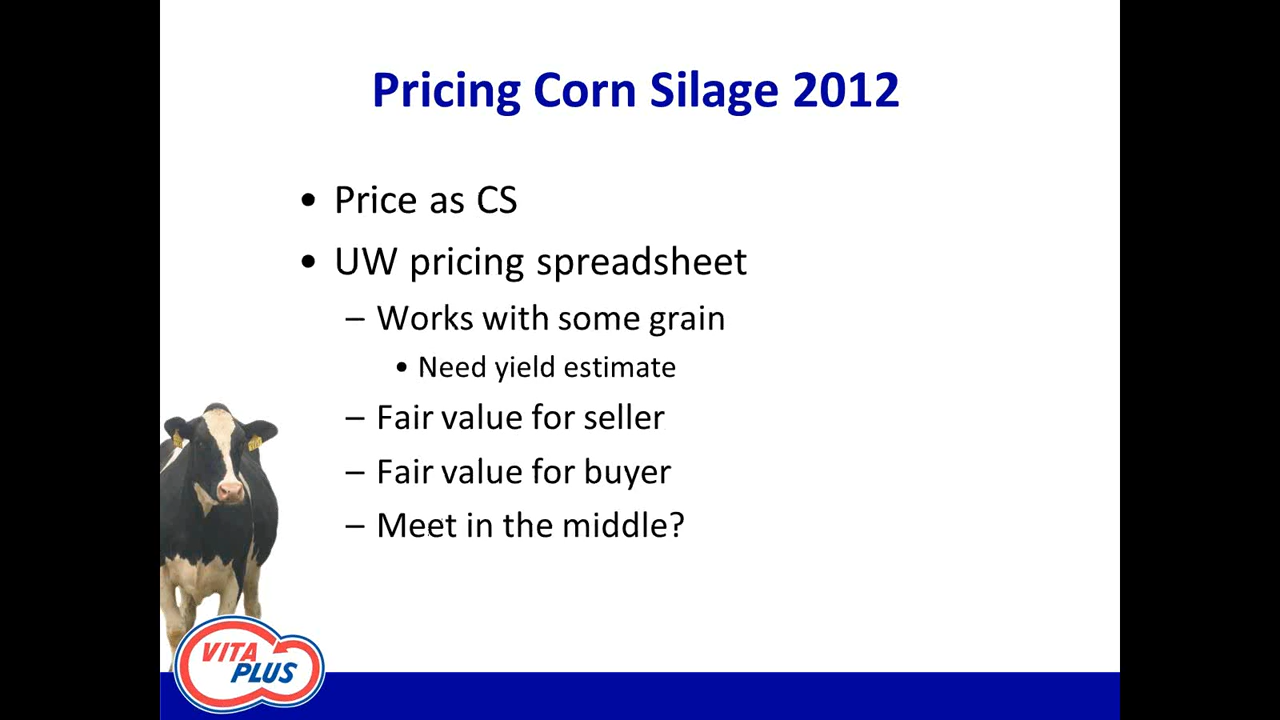 Pricing Corn Silage 2012
• Price as CS
• UW pricing spreadsheet
– Works with some grain
• Need yield estimate
– Fair value for seller
– Fair value for buyer
– Meet in the middle?
VITA
PLUS